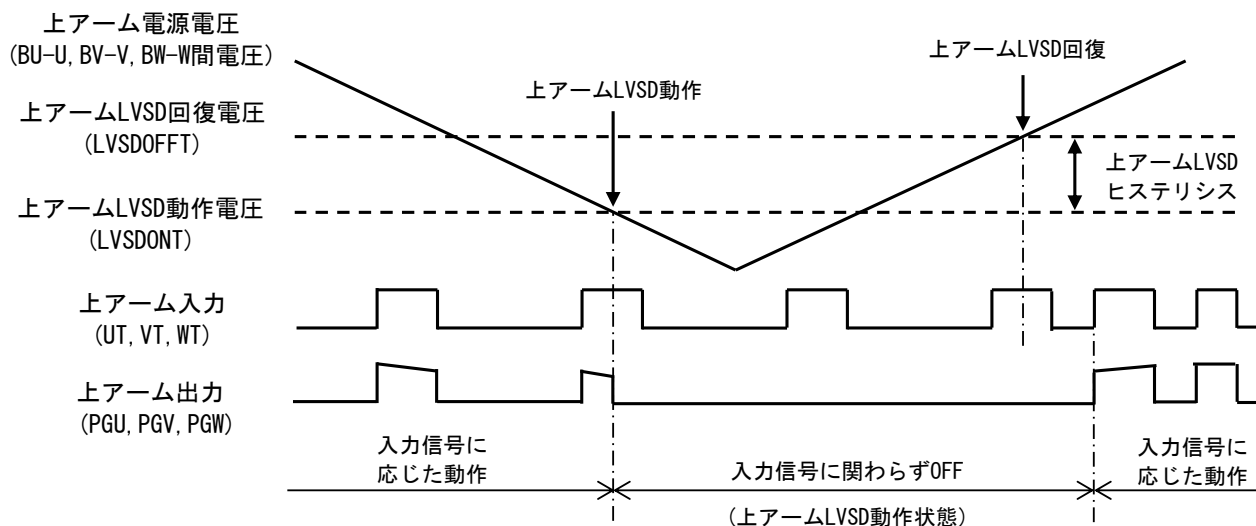 上アーム電源電圧
(BU-U, BV-V, BW-W間電圧)
上アームLVSD動作
上アームLVSD回復
上アームLVSD回復電圧
(LVSDOFFT)
上アームLVSD
ヒステリシス
上アームLVSD動作電圧
(LVSDONT)
上アーム入力
(UT, VT, WT)
上アーム出力
(PGU, PGV, PGW)
入力信号に
応じた動作
入力信号に関わらずOFF
(上アームLVSD動作状態)
入力信号に
応じた動作